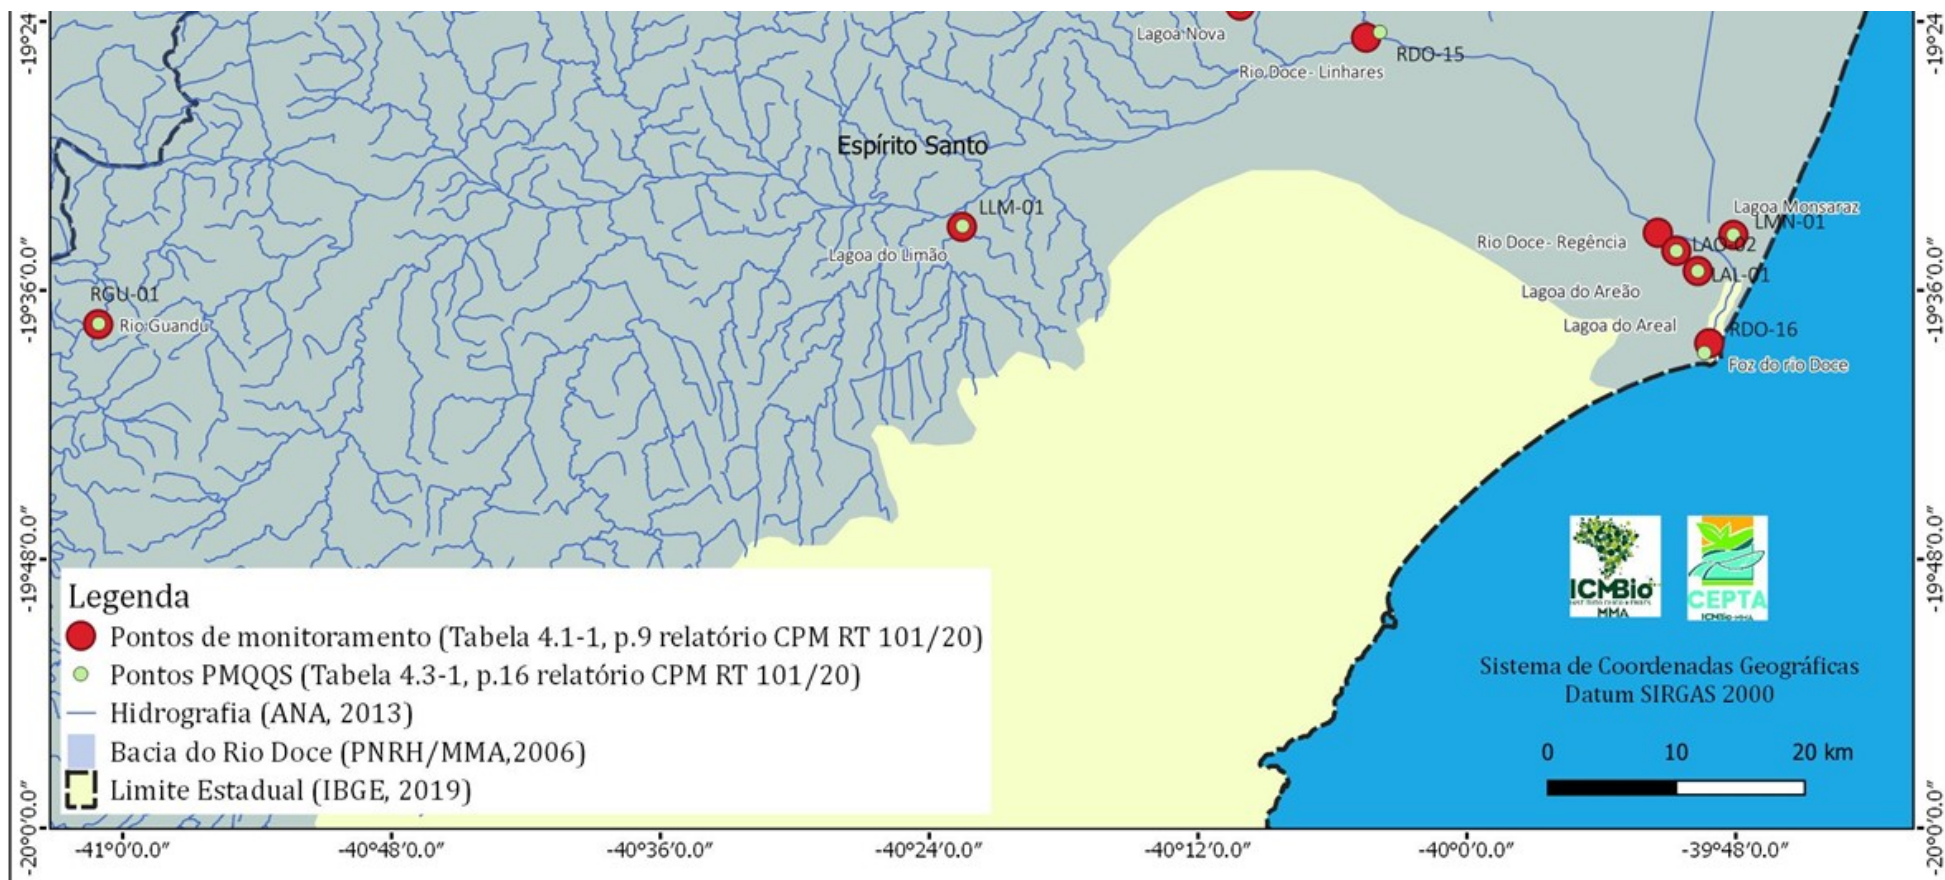 -19°24
-19°24
Lagoa Nova
RDO-15
Rio Doce- Linhares
Espírito Santo
LLM-01
Lagoa do Limão
Lagoa Monsaraz
LMN-01
Rio Doce- Regência
LAO-02
LAL-01
Lagoa do Areão
Lagoa do Areal
RDO-16
Foz do rio Doce
RGU-01
Rio Guandu
-19°36'0.0"
-19°36'0.0"
-19°48'0.0"
-19°48'0.0"
Legenda
Pontos de monitoramento (Tabela 4.1-1, p.9 relatório CPM RT 101/20)
Pontos PMQQS (Tabela 4.3-1, p.16 relatório CPM RT 101/20)
Hidrografia (ANA, 2013)
Bacia do Rio Doce (PNRH/MMA,2006)
Limite Estadual (IBGE, 2019)
ICMBio
MMA
CEPTA
ICMBio-MMA
Sistema de Coordenadas Geográficas
Datum SIRGAS 2000
0 10 20 km
-20°0'0.0"
-20°0'0.0"
-41°0'0.0" -40°48'0.0" -40°36'0.0" -40°24'0.0" -40°12'0.0" -40°0'0.0" -39°48'0.0"